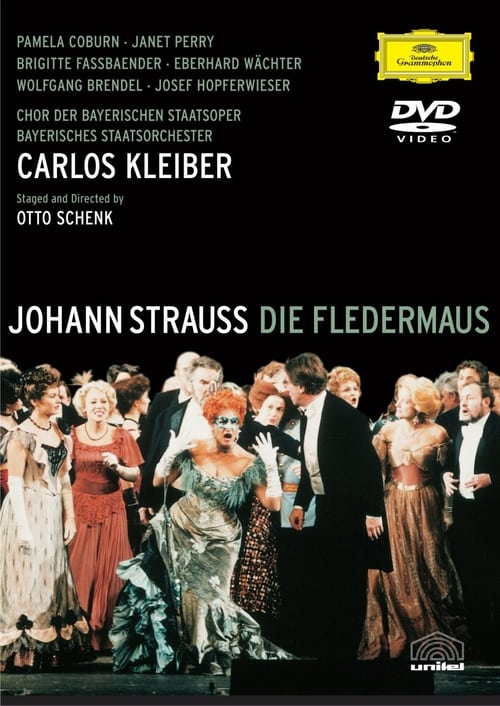 PAMELA COBURN · JANET PERRY
BRIGITTE FASSBAENDER · EBERHARD WÄCHTER
WOLFGANG BRENDEL · JOSEF HOPFERWIESER
CHOR DER BAYERISCHEN STAATSOPER
BAYERISCHES STAATSORCHESTER
CARLOS KLEIBER
Staged and Directed by
OTTO SCHENK
Deutsche
Grammophon
DVD
VIDEO
JOHANN STRAUSS DIE FLEDERMAUS
unitel